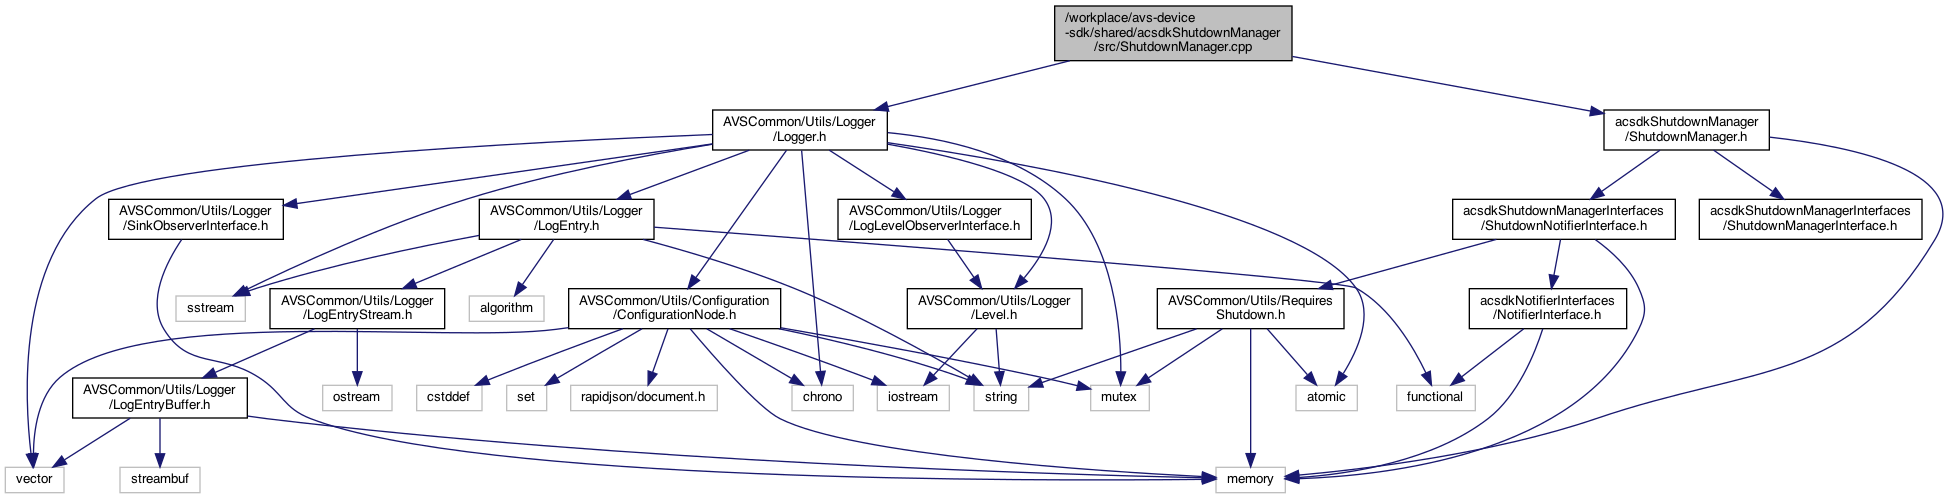 /workplace/avs-device
-sdk/shared/acsdkShutdownManager
/src/ShutdownManager.cpp
AVSCommon/Utils/Logger
/Logger.h
acsdkShutdownManager
/ShutdownManager.h
AVSCommon/Utils/Logger
/SinkObserverInterface.h
AVSCommon/Utils/Logger
/LogEntry.h
AVSCommon/Utils/Logger
/LogLevelObserverInterface.h
acsdkShutdownManagerInterfaces
/ShutdownNotifierInterface.h
acsdkShutdownManagerInterfaces
/ShutdownManagerInterface.h
sstream
AVSCommon/Utils/Logger
/LogEntryStream.h
algorithm
AVSCommon/Utils/Configuration
/ConfigurationNode.h
AVSCommon/Utils/Logger
/Level.h
AVSCommon/Utils/Requires
Shutdown.h
acsdkNotifierInterfaces
/NotifierInterface.h
AVSCommon/Utils/Logger
/LogEntryBuffer.h
ostream
cstddef
set
rapidjson/document.h
chrono
iostream
string
mutex
atomic
functional
vector
streambuf
memory